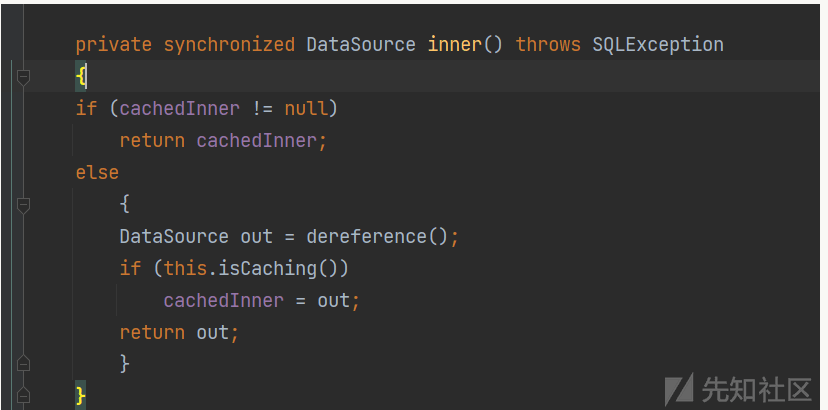 private synchronized DataSource inner() throws SQLException
{
if (cachedInner != null)
return cachedInner;
else
{
DataSource out = dereference();
if (this.isCaching())
cachedInner = out;
return out;
}
}
先知社区